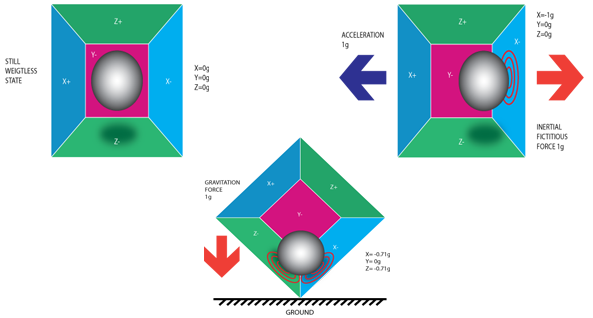 STILL
WEIGTLESS
STATE
Z+
Y-
X+
X-
Z-
X=0g
Y=0g
Z=0g
ACCELERATION
1g
Z+
X-
X+
Y-
Z-
X=-1g
Y=0g
Z=0g
INERTIAL
FICTITIOUS
FORCE 1g
GRAVITATION
FORCE
1g
X+
Z+
Y-
Z-
X-
X= -0.71g
Y= 0g
Z= -0.71g
GROUND